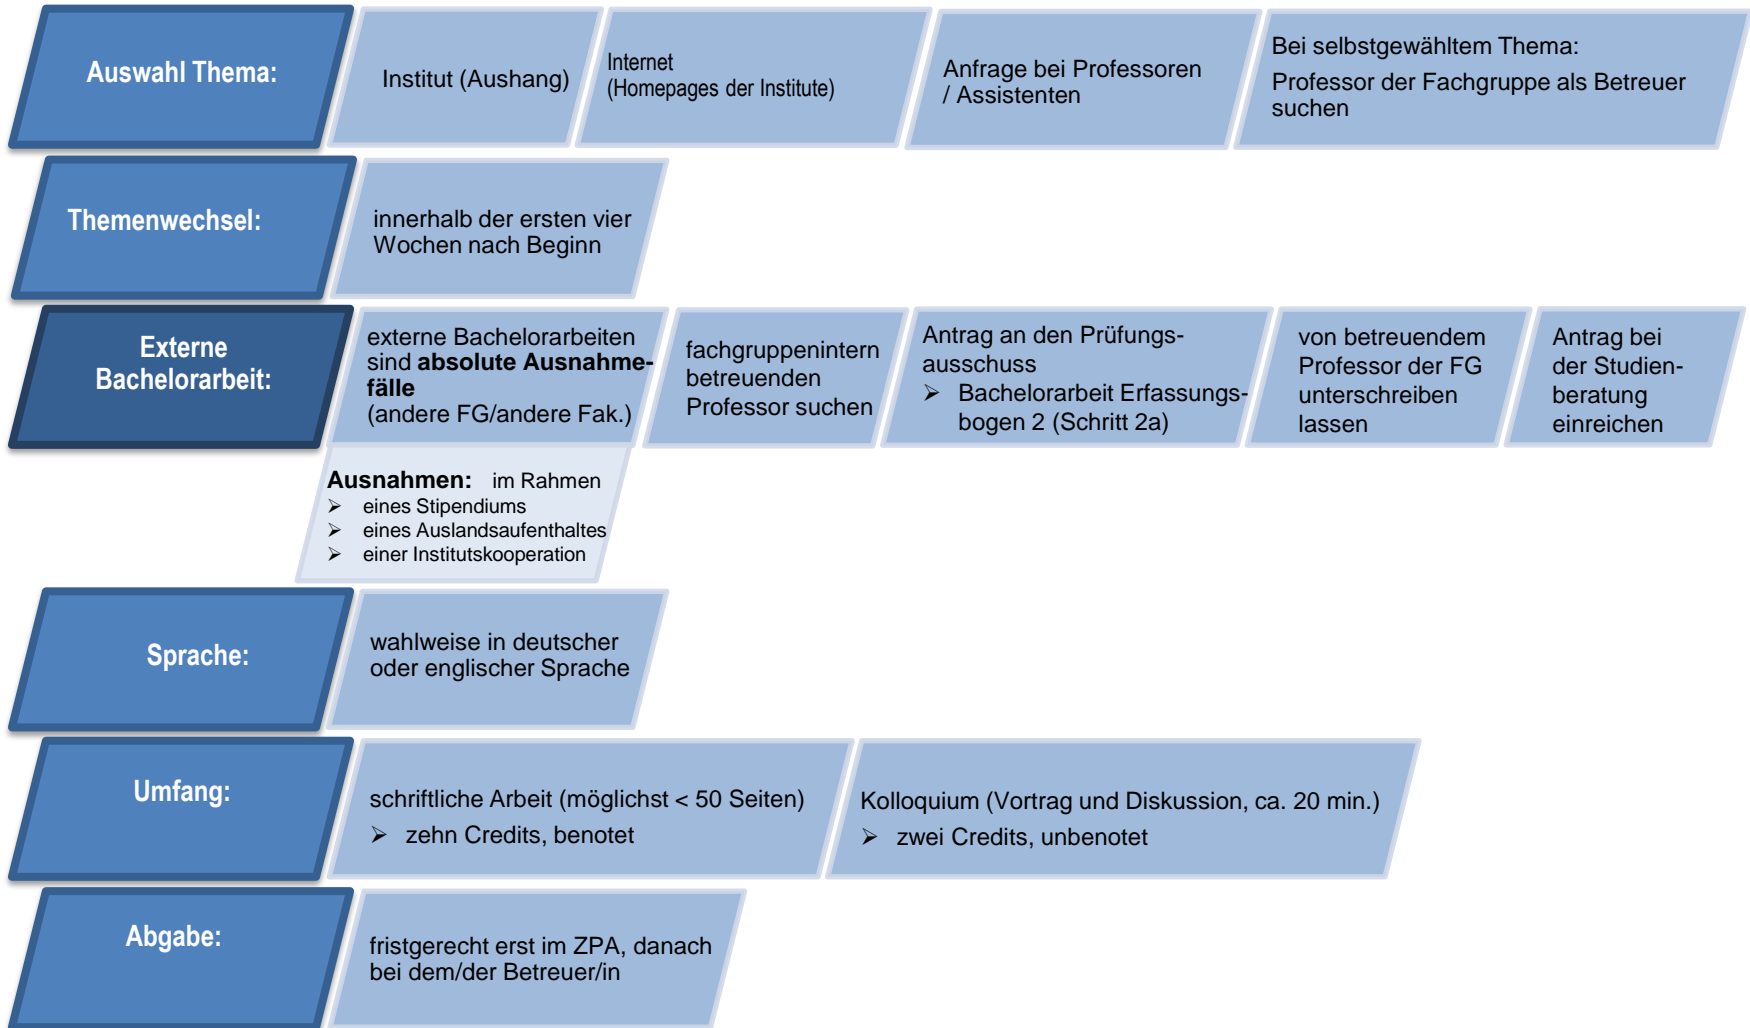 Auswahl Thema:
Institut (Aushang)
Internet
(Homepages der Institute)
Anfrage bei Professoren
/ Assistenten
Bei selbstgewähltem Thema:
Professor der Fachgruppe als Betreuer
suchen
Themenwechsel:
innerhalb der ersten vier
Wochen nach Beginn
Externe
Bachelorarbeit:
externe Bachelorarbeiten
sind absolute Ausnahme-
fälle
(andere FG/andere Fak.)
fachgruppenintern
betreuenden
Professor suchen
Antrag an den Prüfungs-
ausschuss
➢ Bachelorarbeit Erfassungs-
bogen 2 (Schritt 2a)
von betreuendem
Professor der FG
unterschreiben
lassen
Antrag bei
der Studien-
beratung
einreichen
Ausnahmen: im Rahmen
➢ eines Stipendiums
➢ eines Auslandsaufenthaltes
➢ einer Institutskooperation
Sprache:
wahlweise in deutscher
oder englischer Sprache
Umfang:
schriftliche Arbeit (möglichst < 50 Seiten)
➢ zehn Credits, benotet
Kolloquium (Vortrag und Diskussion, ca. 20 min.)
➢ zwei Credits, unbenotet
Abgabe:
fristgerecht erst im ZPA, danach
bei dem/der Betreuer/in